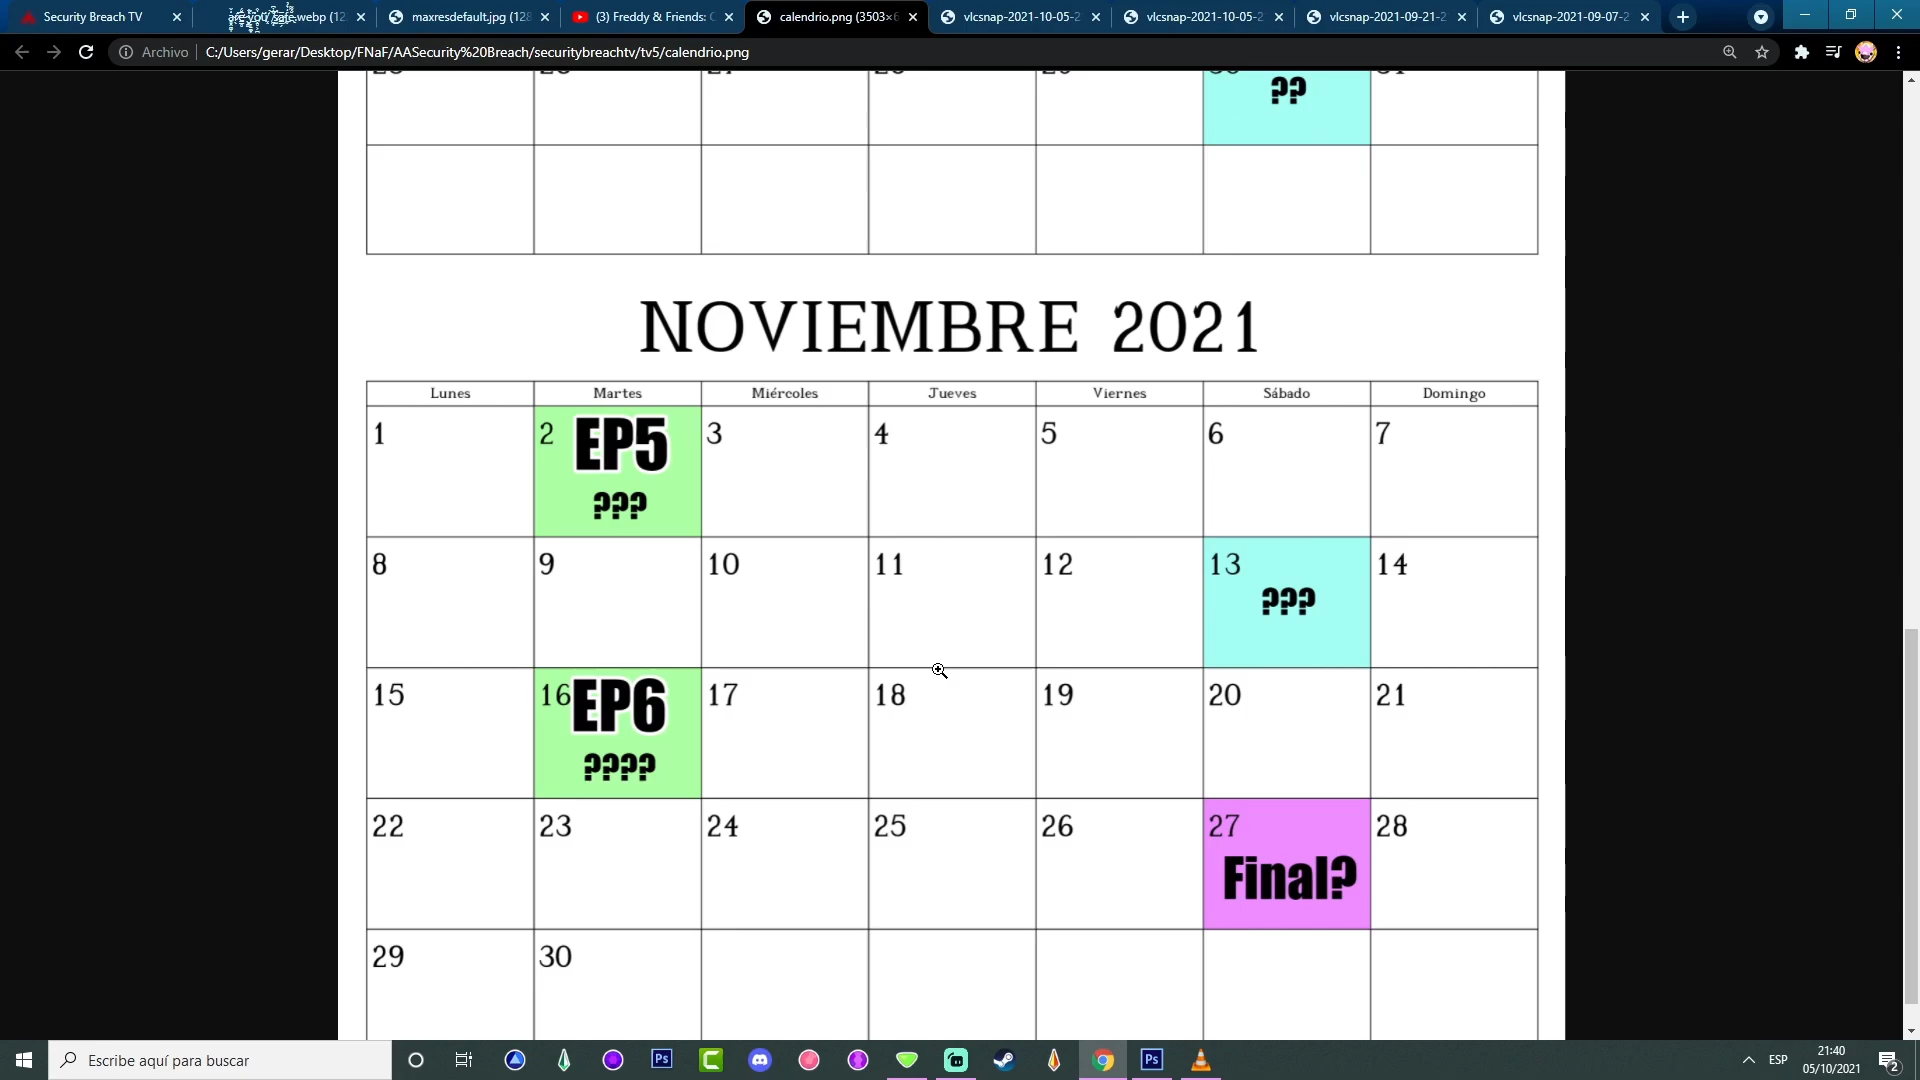 Security Breach TV
maxresdefault.jpg (128
(3) Freddy & Friends:
calendrio.png (3503×6
vlcsnap-2021-10-05-2
vlcsnap-2021-10-05-2
vlcsnap-2021-09-21-2
vlcsnap-2021-09-07-2
Archivo
C:/Users/gerar/Desktop/FNaF/AASecurity%20Breach/securitybreachtv/tv5/calendrio.png
??
NOVIEMBRE 2021
Lunes Martes Miércoles Jueves Viernes Sábado Domingo
1 2 EP5 3 4 5 6 7
???
8 9 10 11 12 13 14
???
15 16 EP6 17 18 19 20 21
????
22 23 24 25 26 27 28
Final?
29 30
Escribe aquí para buscar
ESP
21:40
05/10/2021
2